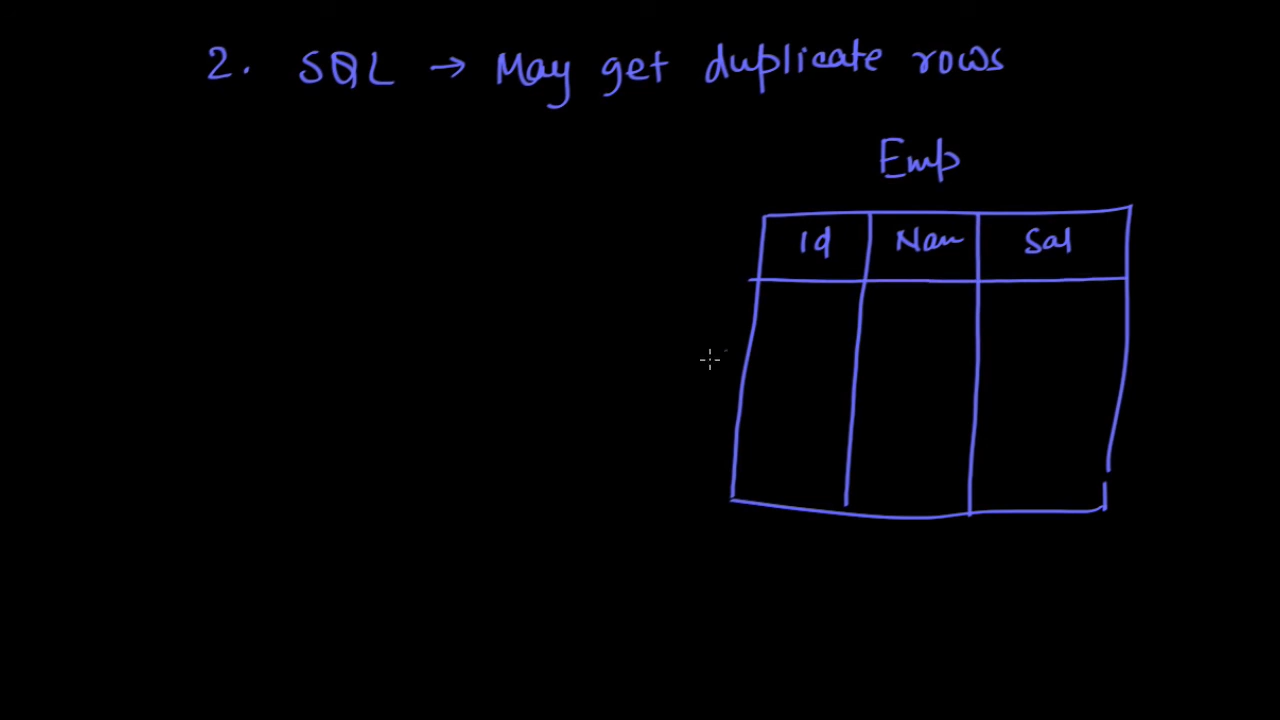 2. SQL → May get duplicate rows
Emp
Id Nam Sal